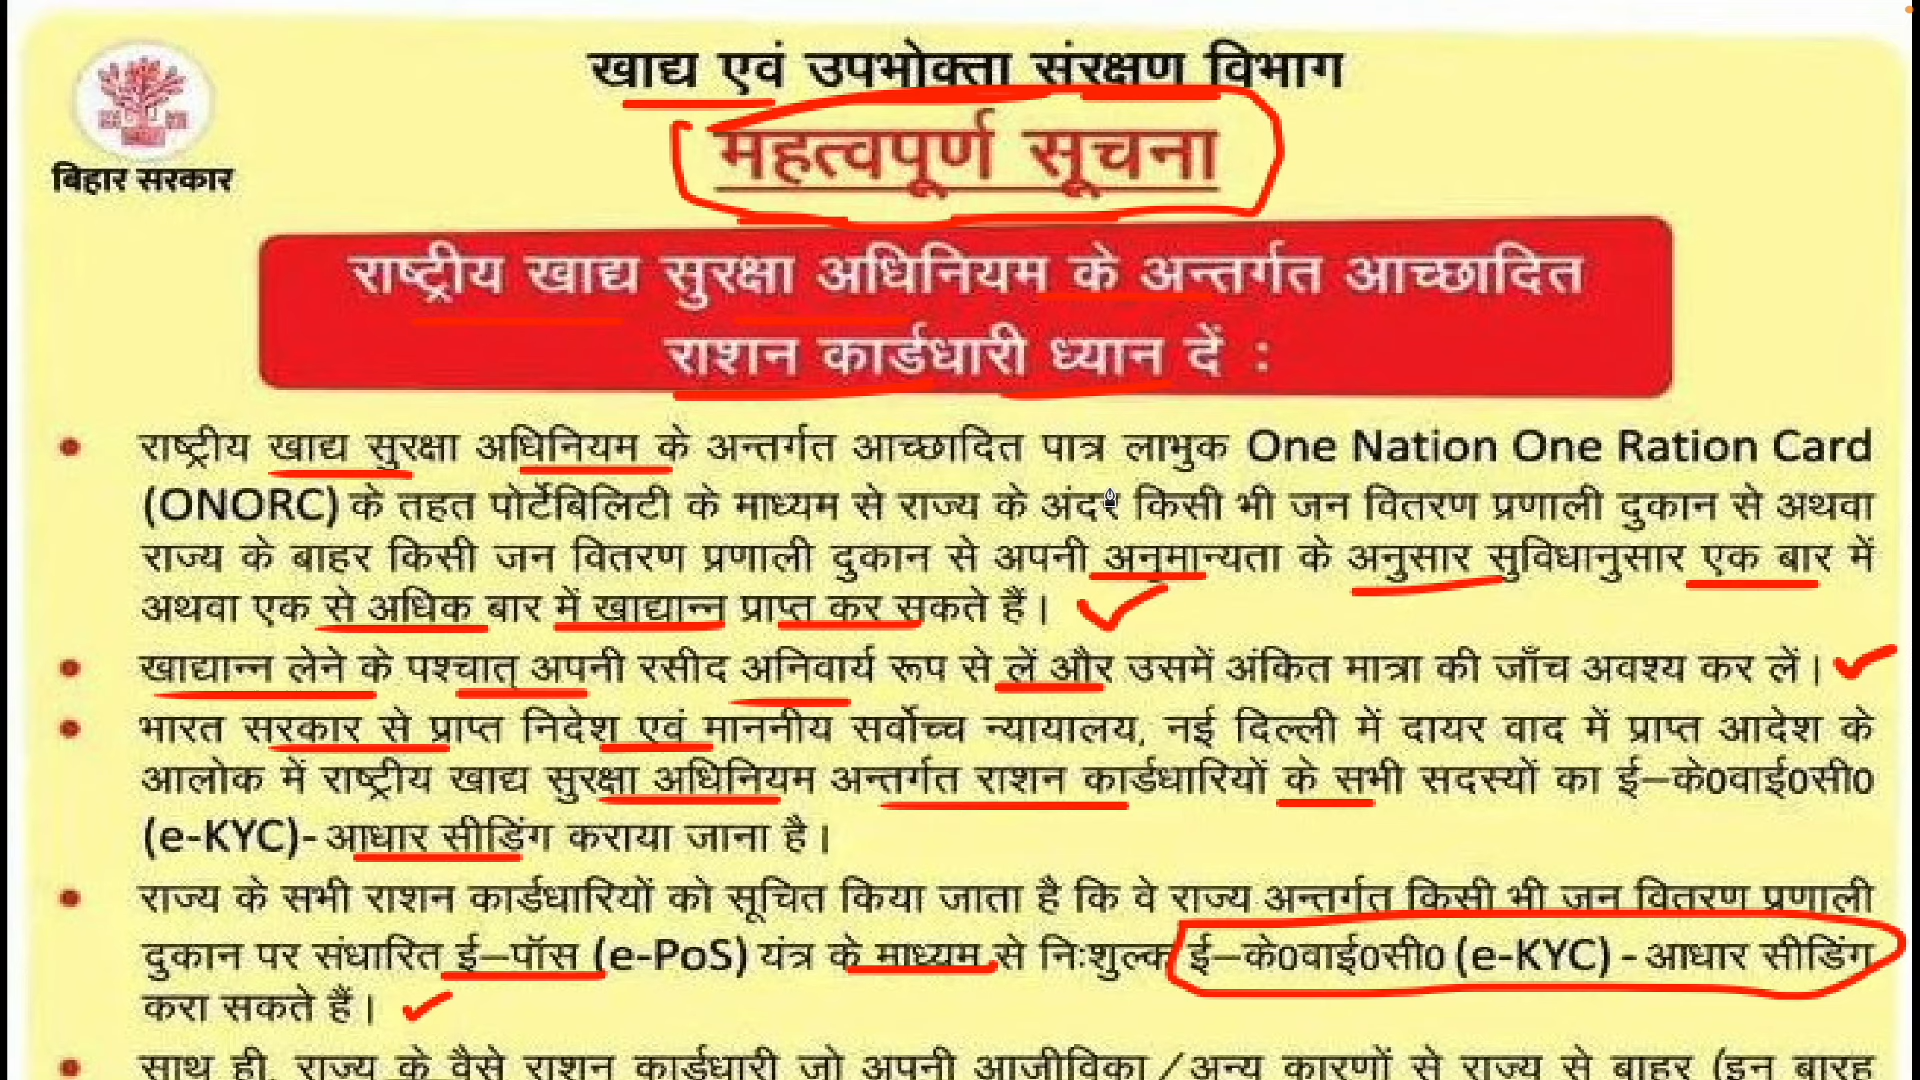 खाद्य एवं उपभोक्ता संरक्षण विभाग
महत्वपूर्ण सूचना
बिहार सरकार
राष्ट्रीय खाद्य सुरक्षा अधिनियम के अन्तर्गत आच्छादित
राशन कार्डधारी ध्यान दें :
• राष्ट्रीय खाद्य सुरक्षा अधिनियम के अन्तर्गत आच्छादित पात्र लाभुक One Nation One Ration Card
(ONORC) के तहत पोर्टेबिलिटी के माध्यम से राज्य के अंदर किसी भी जन वितरण प्रणाली दुकान से अथवा
राज्य के बाहर किसी जन वितरण प्रणाली दुकान से अपनी अनुमान्यता के अनुसार सुविधानुसार एक बार में
अथवा एक से अधिक बार में खाद्यान्न प्राप्त कर सकते हैं।
• खाद्यान्न लेने के पश्चात् अपनी रसीद अनिवार्य रूप से लें और उसमें अंकित मात्रा की जाँच अवश्य कर लें।
• भारत सरकार से प्राप्त निदेश एवं माननीय सर्वोच्च न्यायालय, नई दिल्ली में दायर वाद में प्राप्त आदेश के
आलोक में राष्ट्रीय खाद्य सुरक्षा अधिनियम अन्तर्गत राशन कार्डधारियों के सभी सदस्यों का ई–के0वाई0सी0
(e-KYC)- आधार सीडिंग कराया जाना है।
• राज्य के सभी राशन कार्डधारियों को सूचित किया जाता है कि वे राज्य अन्तर्गत किसी भी जन वितरण प्रणाली
दुकान पर संधारित ई–पॉस (e-PoS) यंत्र के माध्यम से निःशुल्क ई–के0वाई0सी0 (e-KYC) - आधार सीडिंग
करा सकते हैं।
• साथ ही, राज्य के वैसे राशन कार्डधारी जो अपनी आजीविका/अन्य कारणों से राज्य से बाहर (इन बारह